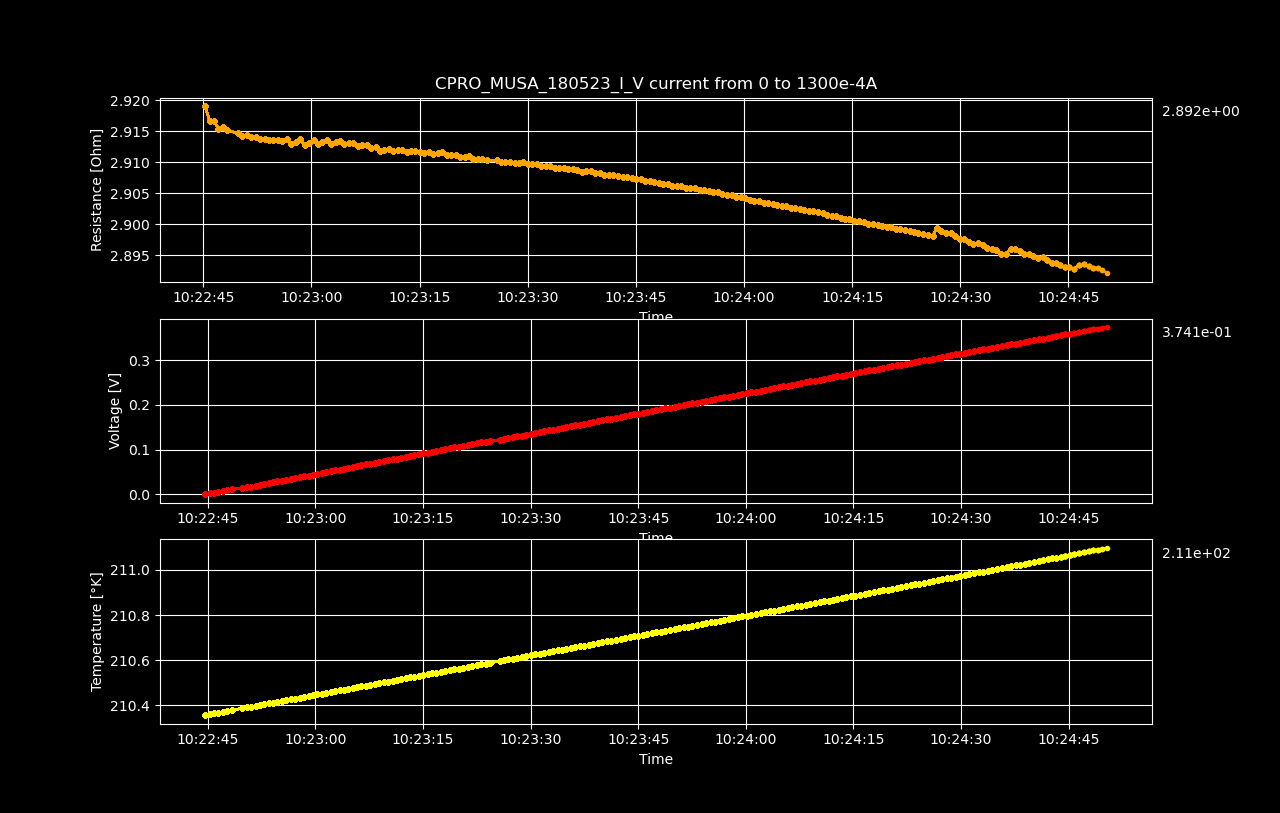 CPRO_MUSA_180523_I_V current from 0 to 1300e-4A
2.920
2.915
2.910
2.905
2.900
2.895
Resistance [Ohm]
2.892e+00
10:22:45 10:23:00 10:23:15 10:23:30 10:23:45 10:24:00 10:24:15 10:24:30 10:24:45
Time
0.3
0.2
0.1
0.0
Voltage [V]
3.741e-01
10:22:45 10:23:00 10:23:15 10:23:30 10:23:45 10:24:00 10:24:15 10:24:30 10:24:45
Time
211.0
210.8
210.6
210.4
Temperature [°K]
2.11e+02
10:22:45 10:23:00 10:23:15 10:23:30 10:23:45 10:24:00 10:24:15 10:24:30 10:24:45
Time